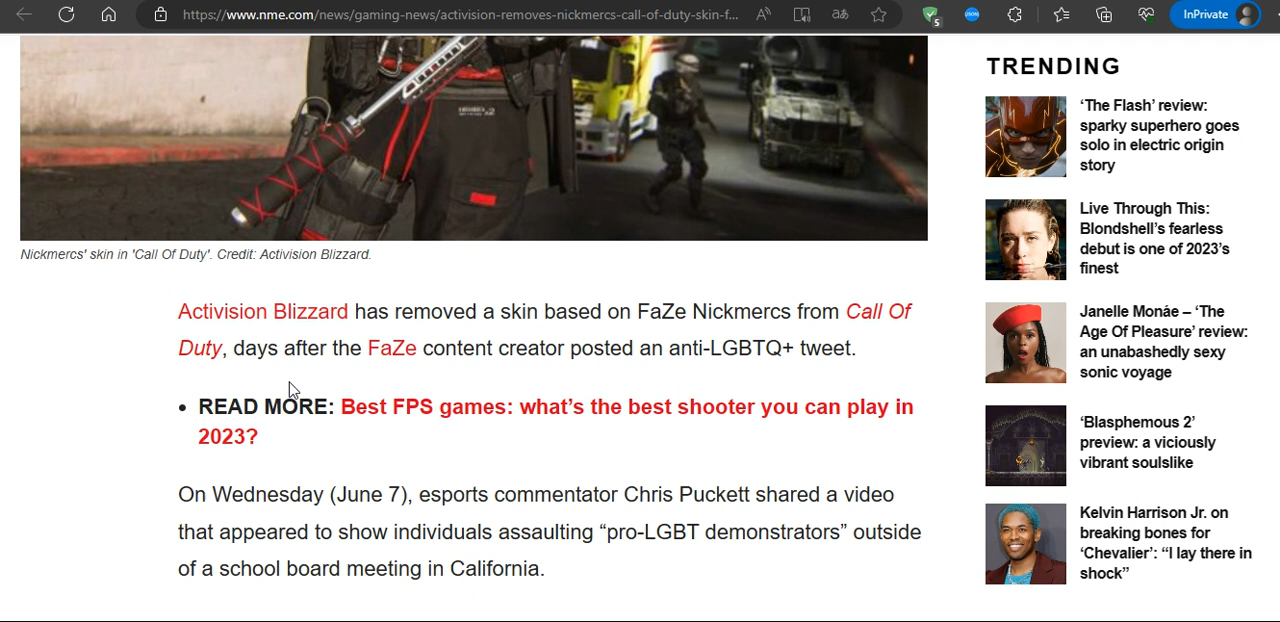 https://www.nme.com/news/gaming-news/activision-removes-nickmercs-call-of-duty-skin-f...
InPrivate
5
Nickmercs' skin in 'Call Of Duty'. Credit: Activision Blizzard.
Activision Blizzard has removed a skin based on FaZe Nickmercs from Call Of
Duty, days after the FaZe content creator posted an anti-LGBTQ+ tweet.
• READ MORE: Best FPS games: what’s the best shooter you can play in
2023?
On Wednesday (June 7), esports commentator Chris Puckett shared a video
that appeared to show individuals assaulting “pro-LGBT demonstrators” outside
of a school board meeting in California.
TRENDING
‘The Flash’ review:
sparky superhero goes
solo in electric origin
story
Live Through This:
Blondshell’s fearless
debut is one of 2023’s
finest
Janelle Monáe – ‘The
Age Of Pleasure’ review:
an unabashedly sexy
sonic voyage
‘Blasphemous 2’
preview: a viciously
vibrant soulslike
Kelvin Harrison Jr. on
breaking bones for
‘Chevalier’: “I lay there in
shock”